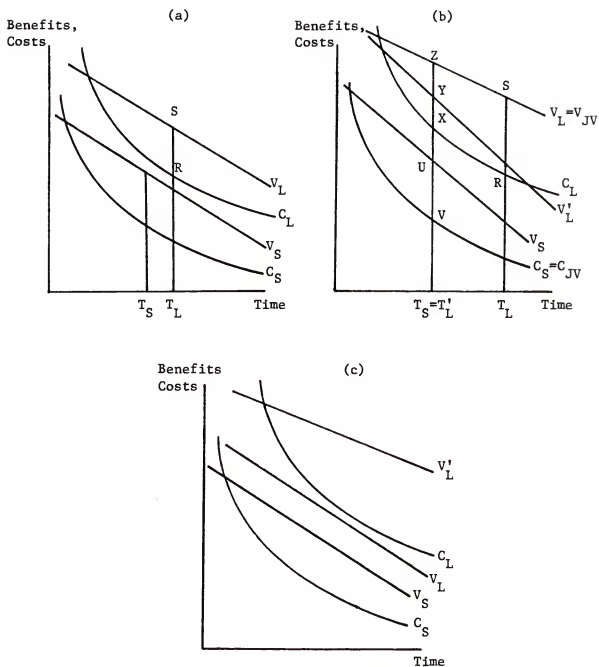 (a)
Benefits,
Costs
S
R
V_L
C_L
V_S
C_S
T_S
T_L
Time
(b)
Benefits,
Costs
Z
Y
X
U
V
S
R
V_L=V_JV
C_L
V'_L
V_S
C_S=C_JV
T_S=T'_L
T_L
Time
(c)
Benefits
Costs
V'_L
C_L
V_L
V_S
C_S
Time